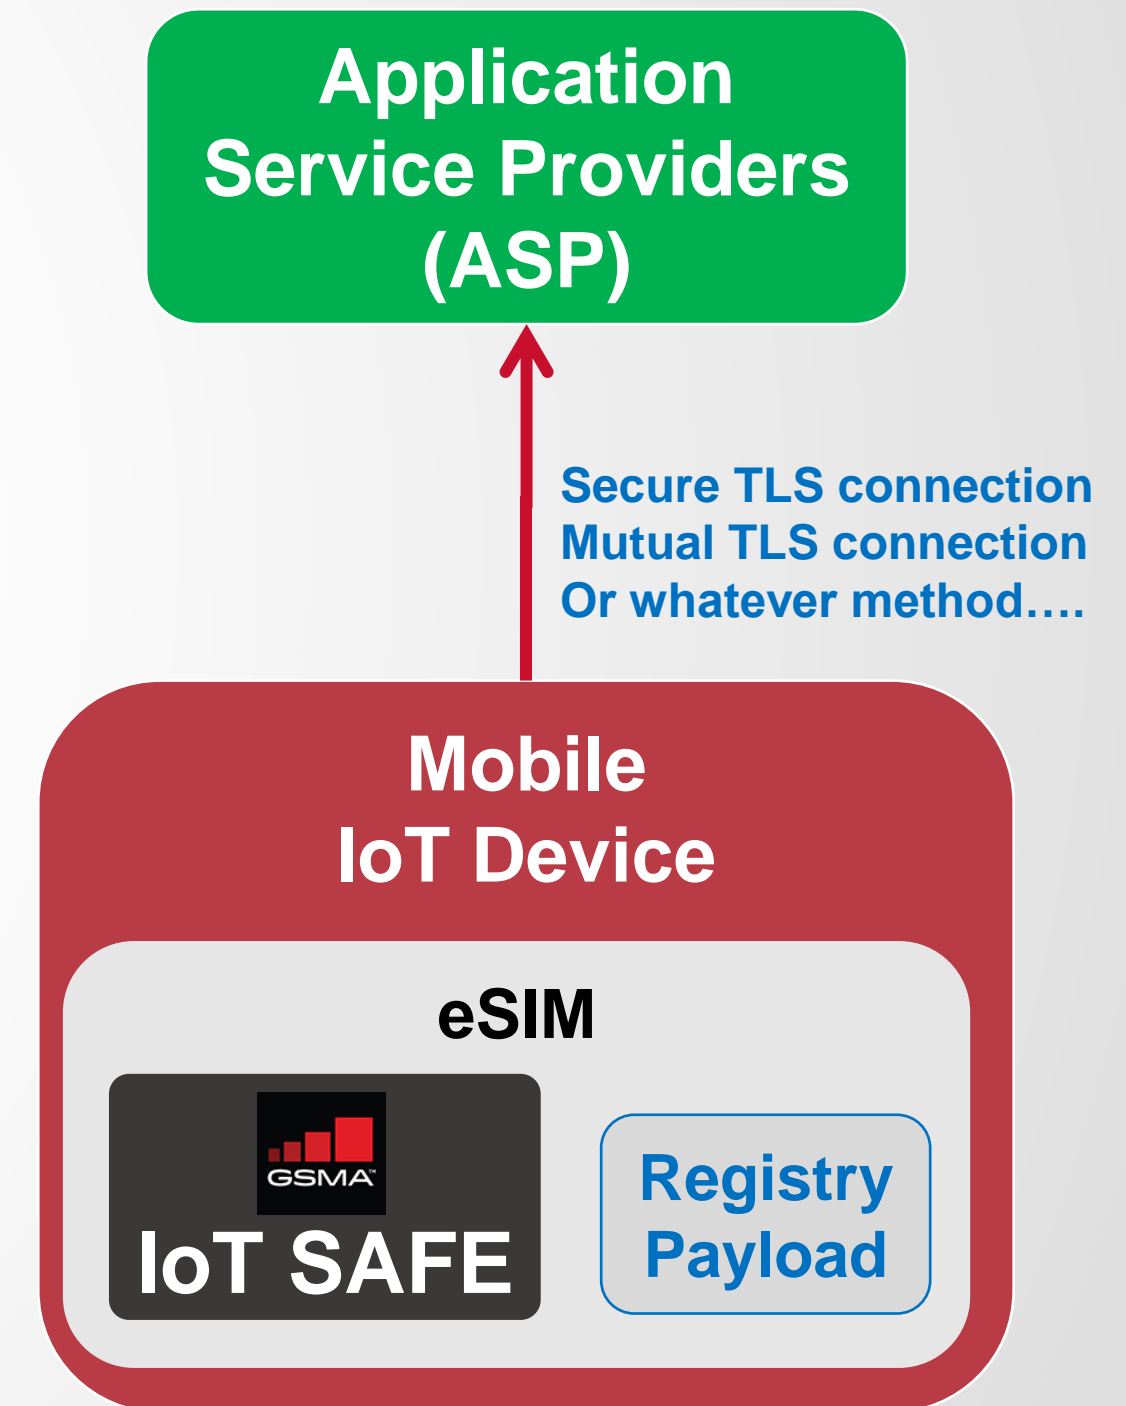 Application
Service Providers
(ASP)
Secure TLS connection
Mutual TLS connection
Or whatever method....
Mobile
IoT Device
eSIM
GSMA™
IoT SAFE
Registry
Payload